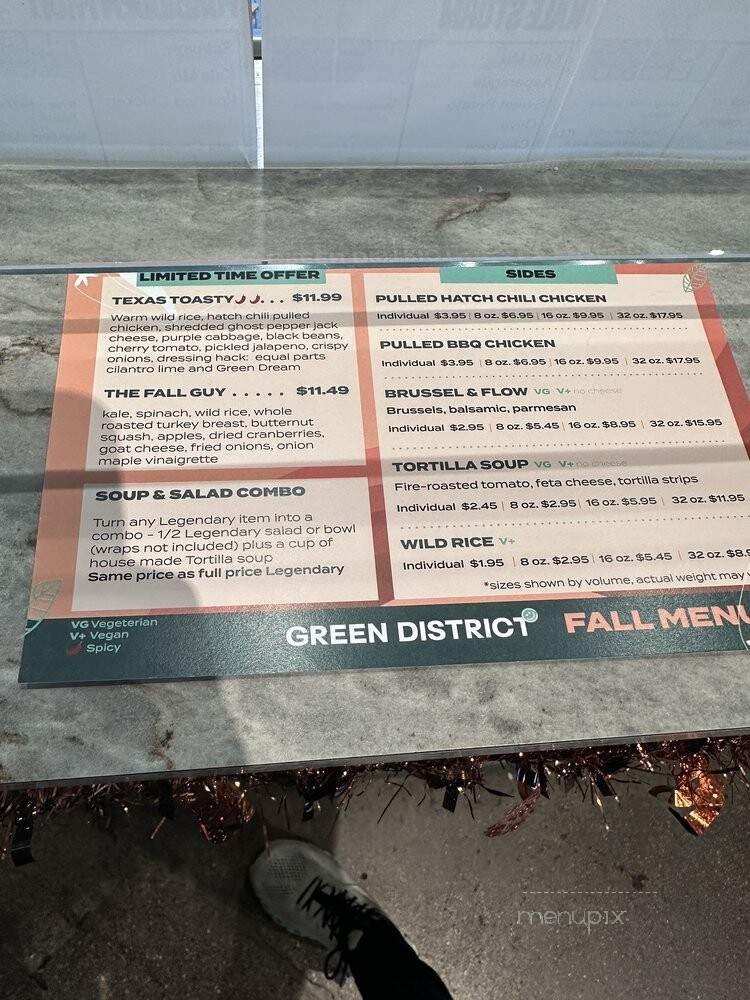 LIMITED TIME OFFER
TEXAS TOASTY . . . $11.99
Warm wild rice, hatch chili pulled
chicken, shredded ghost pepper jack
cheese, purple cabbage, black beans,
cherry tomato, pickled jalapeno, crispy
onions, dressing hack: equal parts
cilantro lime and Green Dream
THE FALL GUY . . . . . $11.49
kale, spinach, wild rice, whole
roasted turkey breast, butternut
squash, apples, dried cranberries,
goat cheese, fried onions, onion
maple vinaigrette
SOUP & SALAD COMBO
Turn any Legendary item into a
combo - 1/2 Legendary salad or bowl
(wraps not included) plus a cup of
house made Tortilla soup
Same price as full price Legendary
SIDES
PULLED HATCH CHILI CHICKEN
Individual $3.95 | 8 oz. $6.95 | 16 oz. $9.95 | 32 oz. $17.95
PULLED BBQ CHICKEN
Individual $3.95 | 8 oz. $6.95 | 16 oz. $9.95 | 32 oz. $17.95
BRUSSEL & FLOW VG V+ no cheese
Brussels, balsamic, parmesan
Individual $2.95 | 8 oz. $5.45 | 16 oz. $8.95 | 32 oz. $15.95
TORTILLA SOUP VG V+ no cheese
Fire-roasted tomato, feta cheese, tortilla strips
Individual $2.45 | 8 oz. $2.95 | 16 oz. $5.95 | 32 oz. $11.95
WILD RICE V+
Individual $1.95 | 8 oz. $2.95 | 16 oz. $5.45 | 32 oz. $8.9
*sizes shown by volume, actual weight may
VG Vegeterian
V+ Vegan
Spicy
GREEN DISTRICT
FALL MENU
menupix